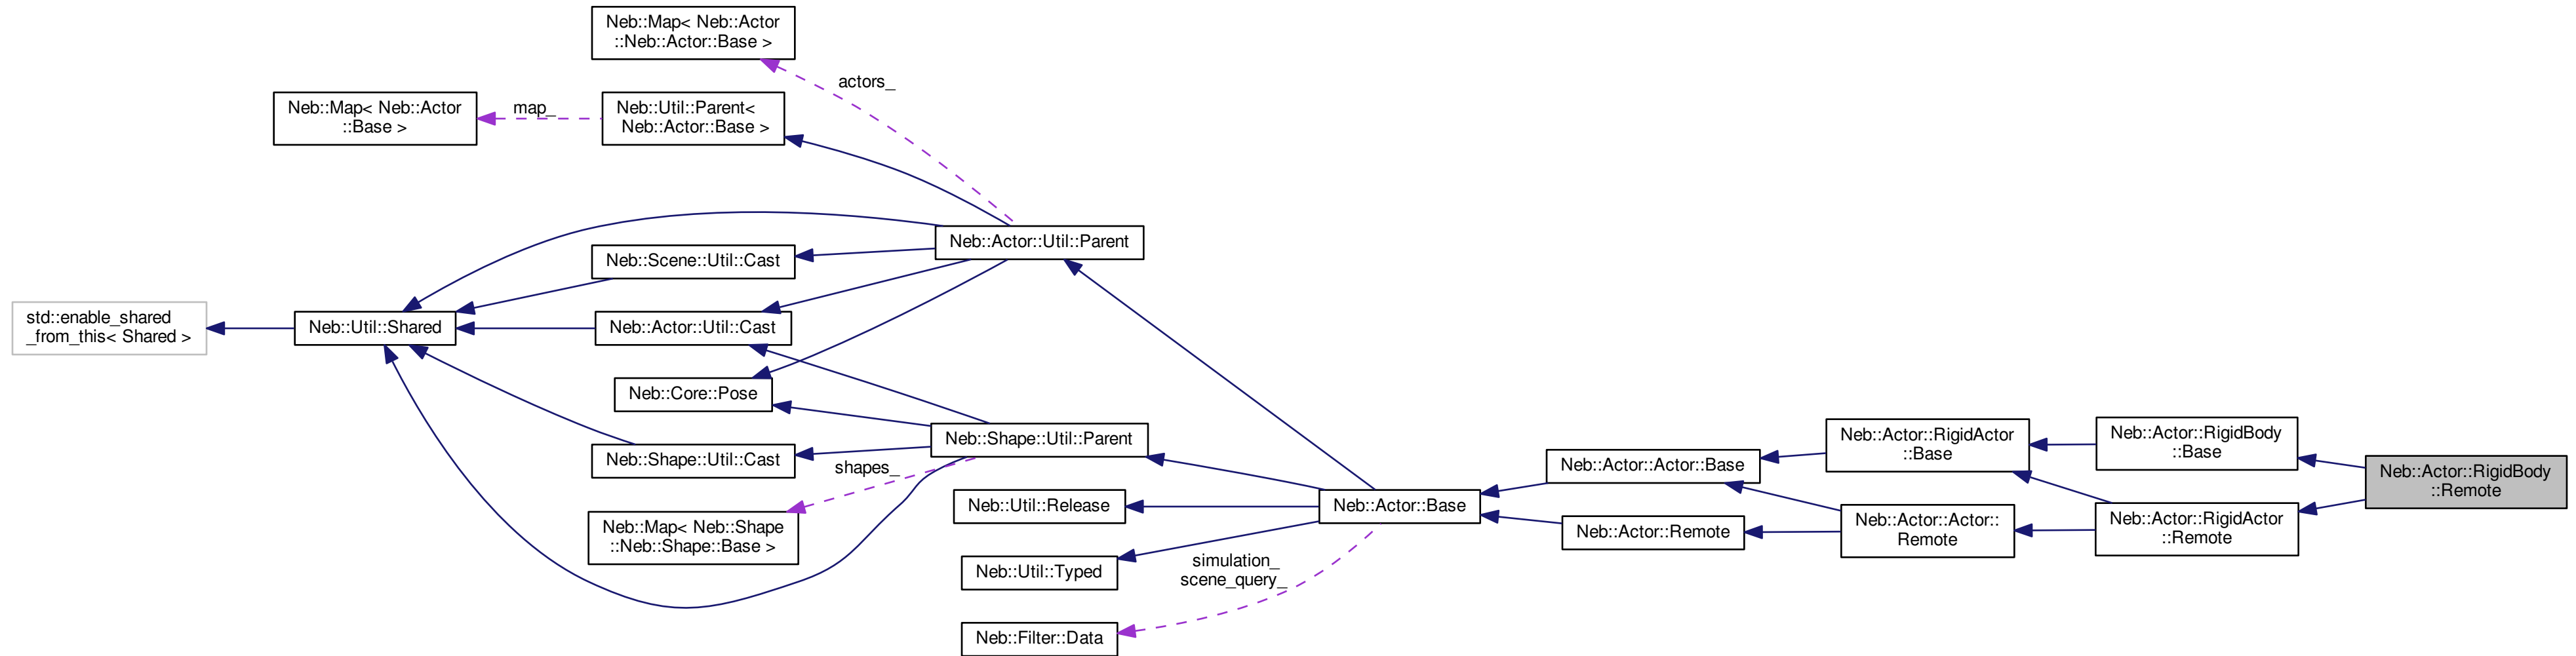 Neb::Map< Neb::Actor
::Neb::Actor::Base >
actors_
Neb::Map< Neb::Actor
::Base >
map_
Neb::Util::Parent<
Neb::Actor::Base >
Neb::Actor::Util::Parent
Neb::Scene::Util::Cast
std::enable_shared
_from_this< Shared >
Neb::Util::Shared
Neb::Actor::Util::Cast
Neb::Core::Pose
Neb::Shape::Util::Parent
Neb::Shape::Util::Cast
shapes_
Neb::Map< Neb::Shape
::Neb::Shape::Base >
Neb::Util::Release
Neb::Util::Typed
simulation_
scene_query_
Neb::Filter::Data
Neb::Actor::Base
Neb::Actor::Actor::Base
Neb::Actor::Remote
Neb::Actor::RigidActor
::Base
Neb::Actor::Actor::
Remote
Neb::Actor::RigidBody
::Base
Neb::Actor::RigidActor
::Remote
Neb::Actor::RigidBody
::Remote